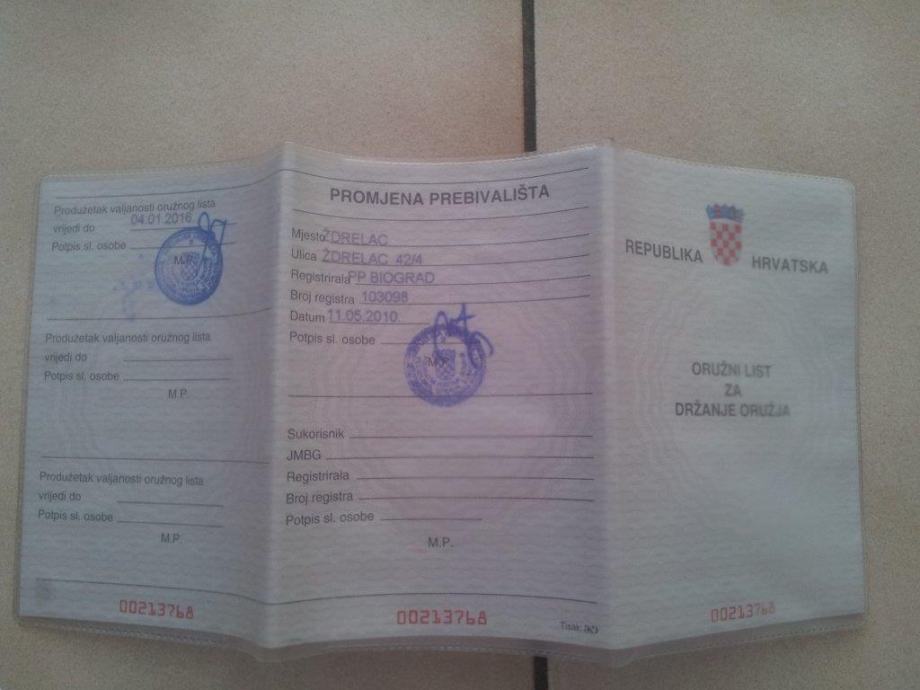 Produžetak valjanosti oružnog lista
vrijedi do 04.01.2016
Potpis sl. osobe
M.P.
Produžetak valjanosti oružnog lista
vrijedi do
Potpis sl. osobe
M.P.
Produžetak valjanosti oružnog lista
vrijedi do
Potpis sl. osobe
M.P.
00213768
PROMJENA PREBIVALIŠTA
Mjesto ŽDRELAC
Ulica ŽDRELAC 42/4
Registrirala PP BIOGRAD
Broj registra 103098
Datum 11.05.2010.
Potpis sl. osobe
M.P.
Sukorisnik
JMBG
Registrirala
Broj registra
Potpis sl. osobe
M.P.
00213768
Tisak:
REPUBLIKA HRVATSKA
ORUŽNI LIST
ZA
DRŽANJE ORUŽJA
00213768